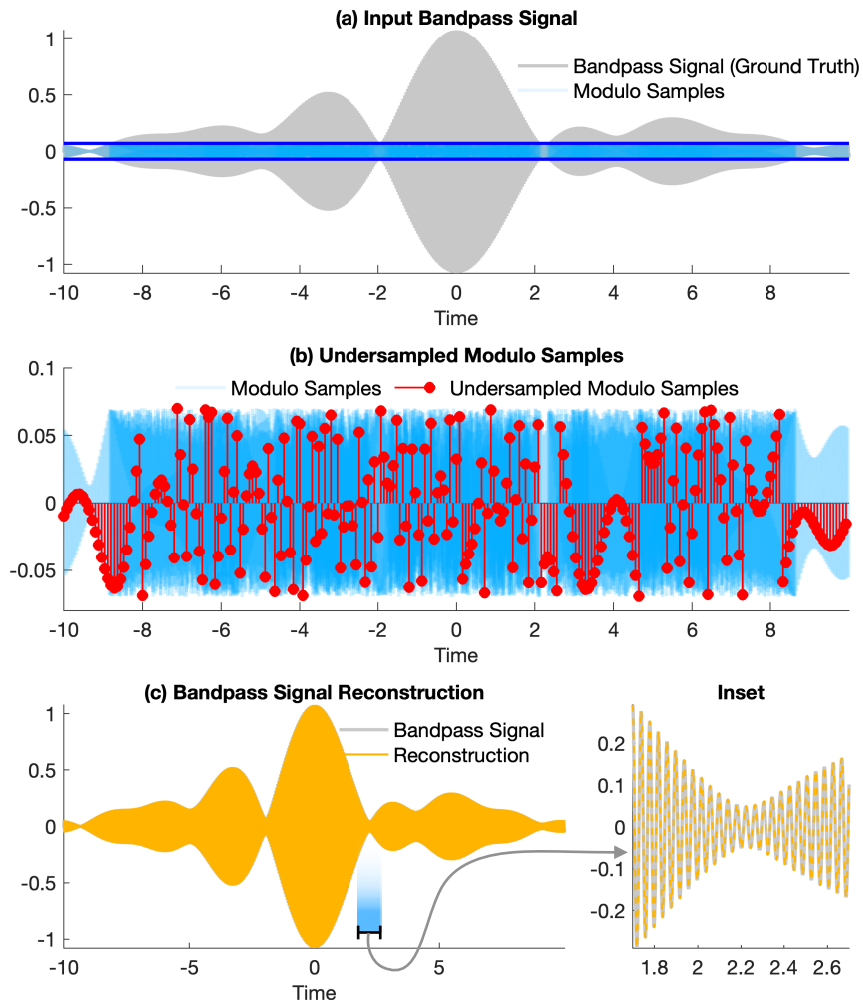 (a) Input Bandpass Signal
1
0.5
0
-0.5
-1
Bandpass Signal (Ground Truth)
Modulo Samples
-10 -8 -6 -4 -2 0 2 4 6 8
Time
(b) Undersampled Modulo Samples
0.1
0.05
0
-0.05
Modulo Samples Undersampled Modulo Samples
-10 -8 -6 -4 -2 0 2 4 6 8
Time
(c) Bandpass Signal Reconstruction
1
0.5
0
-0.5
-1
Bandpass Signal
Reconstruction
-10 -5 0 5
Time
Inset
0.2
0.1
0
-0.1
-0.2
1.8 2 2.2 2.4 2.6